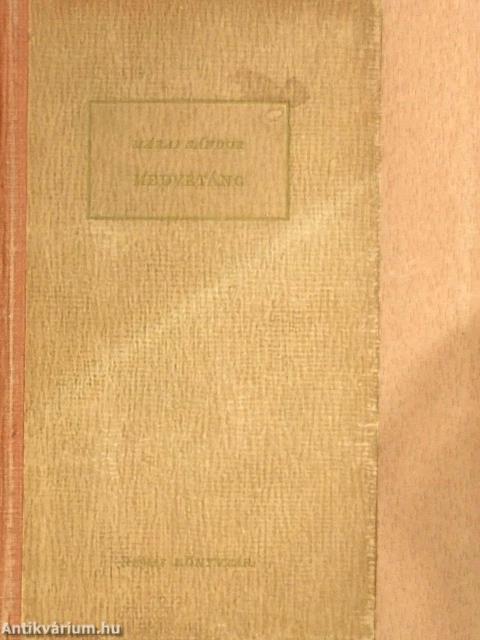 MÁRAI SÁNDOR
MEDVETÁNC
RÉVAI KÖNYVTÁR
Antikvárium.hu